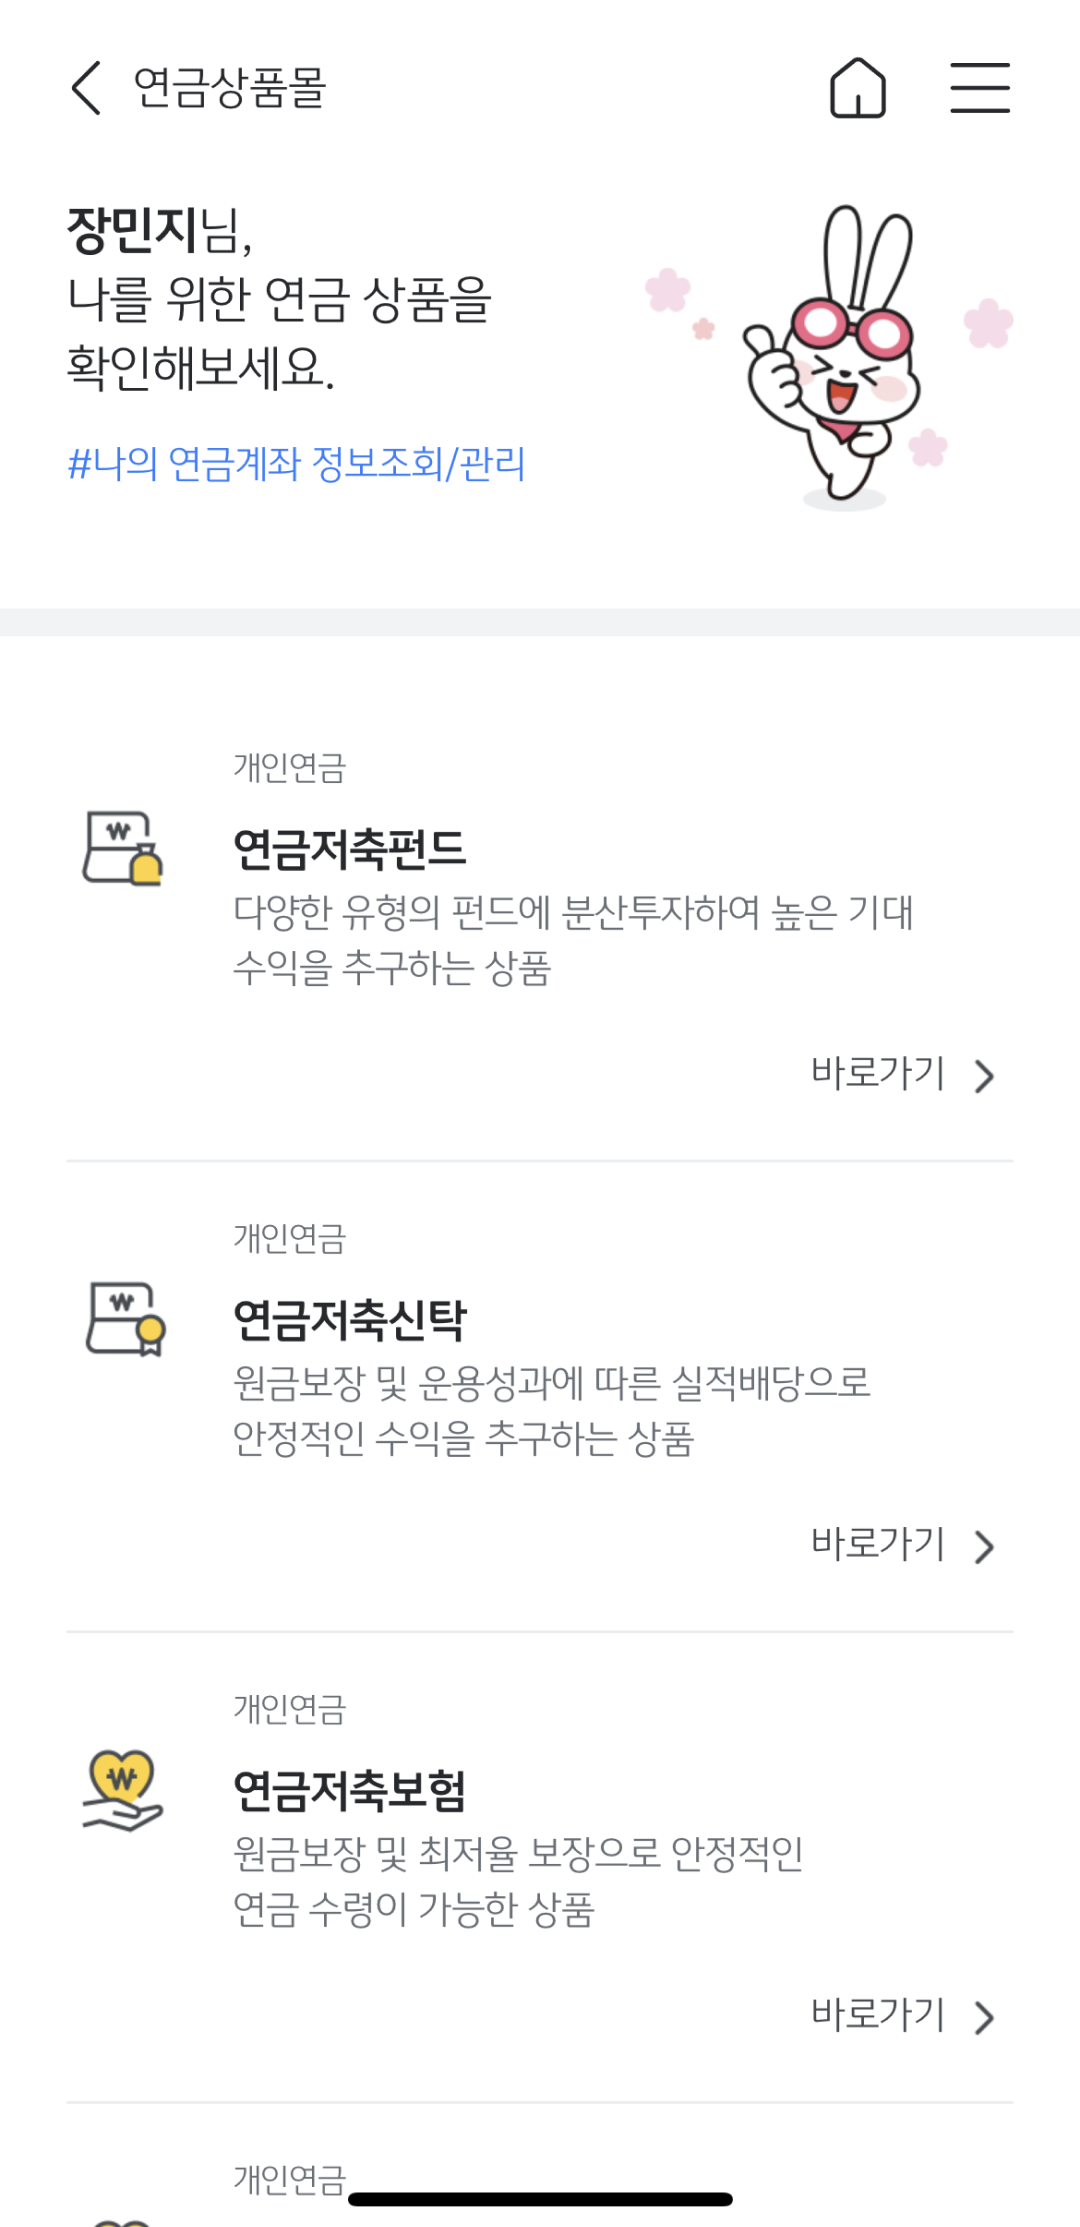 연금상품몰
장민지님,
나를 위한 연금 상품을
확인해보세요.
#나의 연금계좌 정보조회/관리
개인연금
연금저축펀드
다양한 유형의 펀드에 분산투자하여 높은 기대
수익을 추구하는 상품
바로가기
개인연금
연금저축신탁
원금보장 및 운용성과에 따른 실적배당으로
안정적인 수익을 추구하는 상품
바로가기
개인연금
연금저축보험
원금보장 및 최저율 보장으로 안정적인
연금 수령이 가능한 상품
바로가기
개인연금